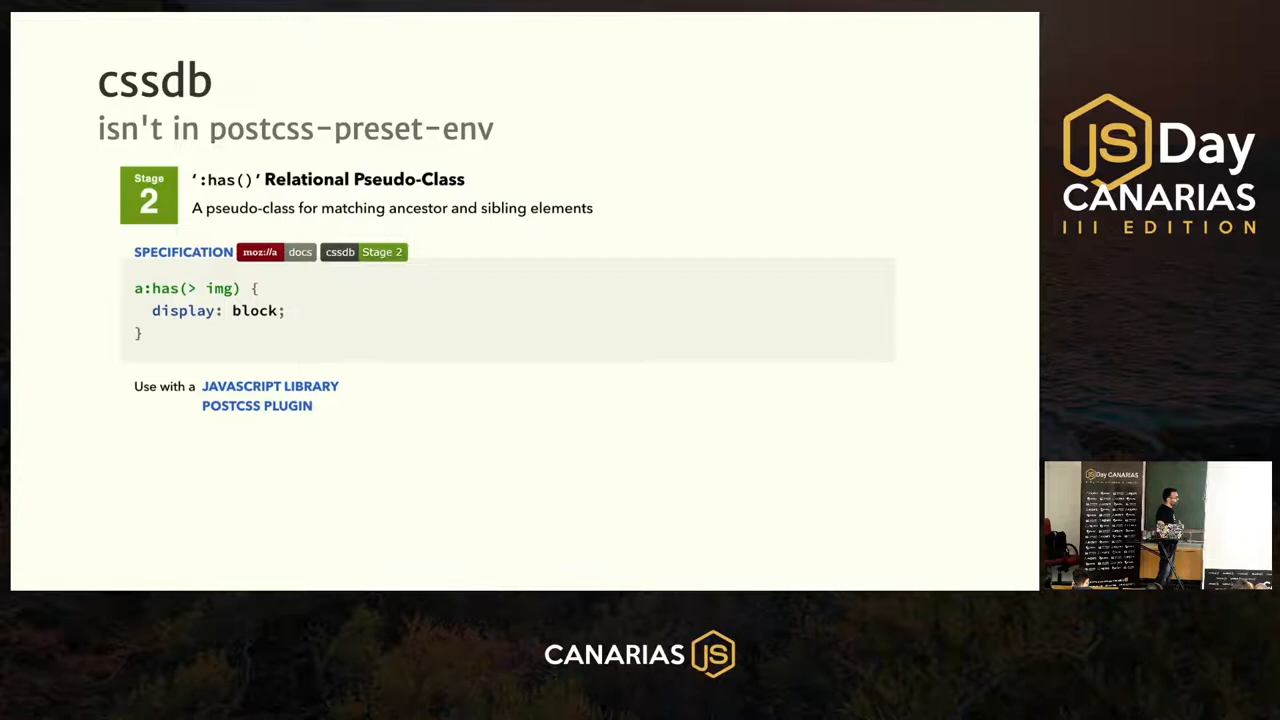 cssdb
isn't in postcss-preset-env
Stage
2
‘:has()’ Relational Pseudo-Class
A pseudo-class for matching ancestor and sibling elements
SPECIFICATION moz://a docs cssdb Stage 2
a:has(> img) {
display: block;
}
Use with a JAVASCRIPT LIBRARY
POSTCSS PLUGIN
JS Day
CANARIAS
III EDITION
JSDay CANARIAS
CANARIAS JS